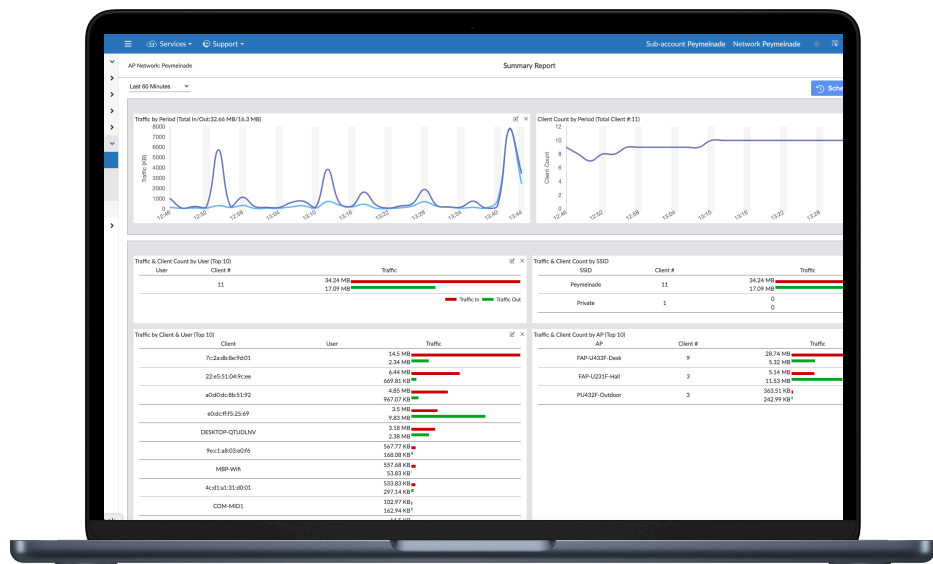 Services Support Sub-account Peymeinade Network Peymeinade
AP Network: Peymeinade Summary Report
Last 60 Minutes
Traffic by Period (Total In/Out:32.66 MB/16.3 MB) Client Count by Period (Total Client #:11)
8000
7000
6000
5000
4000
3000
2000
1000
0
Traffic (KB)
12:46 12:52 12:58 13:04 13:10 13:18 13:24 13:28 13:34 13:40 13:44
12
10
8
6
4
2
0
Client Count
12:46 12:52 12:58 13:04 13:10 13:16 13:22 13:28
Traffic & Client Count by User (Top 10)
User Client # Traffic
11 34.24 MB
17.09 MB
Traffic In Traffic Out
Traffic & Client Count by SSID
SSID Client # Traffic
Peymeinade 11 34.24 MB
17.09 MB
Private 1 0
0
Traffic by Client & User (Top 10)
Client User Traffic
7c:2a:db:8e:9d:01 14.5 MB
2.34 MB
22:e5:51:04:9c:ee 6.44 MB
669.81 KB
a0:d0:dc:8b:51:92 4.85 MB
967.07 KB
e0:dc:ff:f5:25:69 3.5 MB
9.83 MB
DESKTOP-QTUDLNV 3.18 MB
2.38 MB
9e:c1:a8:03:e0:f6 567.77 KB
168.08 KB
MBP-Wifi 557.68 KB
53.83 KB
4c:d1:a1:31:d0:01 533.83 KB
297.14 KB
COM-MID1 102.97 KB
162.94 KB
Traffic & Client Count by AP (Top 10)
AP Client # Traffic
FAP-U433F-Desk 9 28.74 MB
5.32 MB
FAP-U231F-Hall 3 5.14 MB
11.53 MB
PU432F-Outdoor 3 363.51 KB
242.99 KB